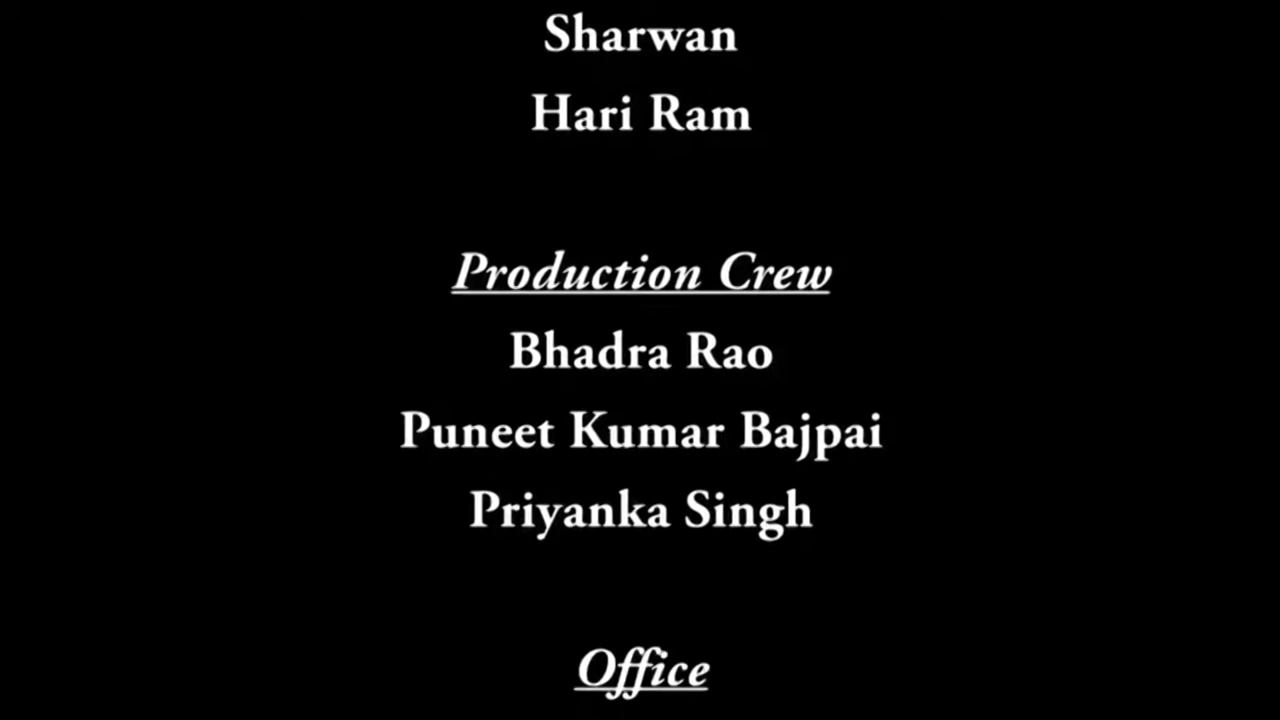 Sharwan
Hari Ram
Production Crew
Bhadra Rao
Puneet Kumar Bajpai
Priyanka Singh
Office